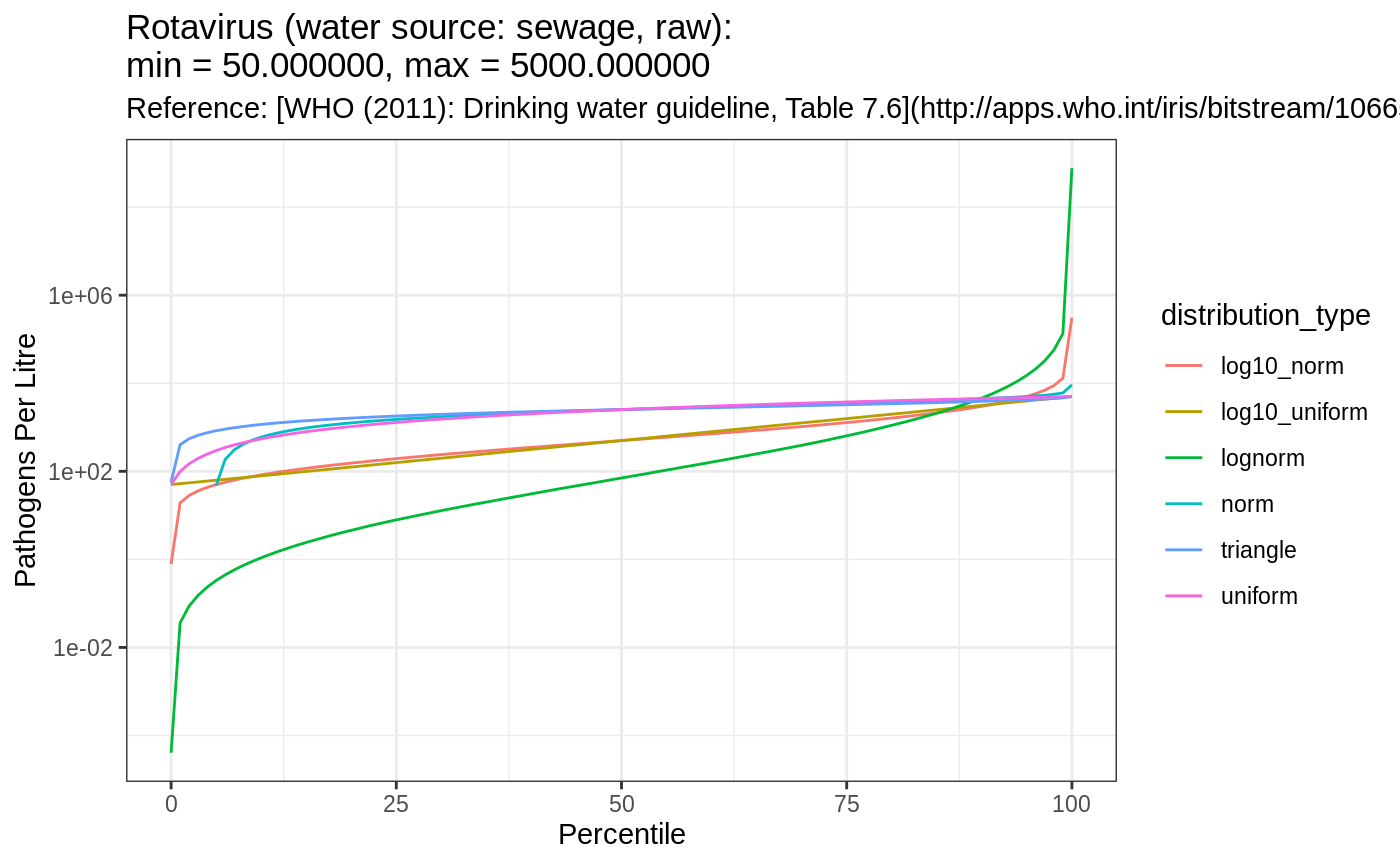 Rotavirus (water source: sewage, raw):
min = 50.000000, max = 5000.000000
Reference: [WHO (2011): Drinking water guideline, Table 7.6](http://apps.who.int/iris/bitstream/1066
Pathogens Per Litre
1e+06
1e+02
1e-02
0 25 50 75 100
Percentile
distribution_type
log10_norm
log10_uniform
lognorm
norm
triangle
uniform